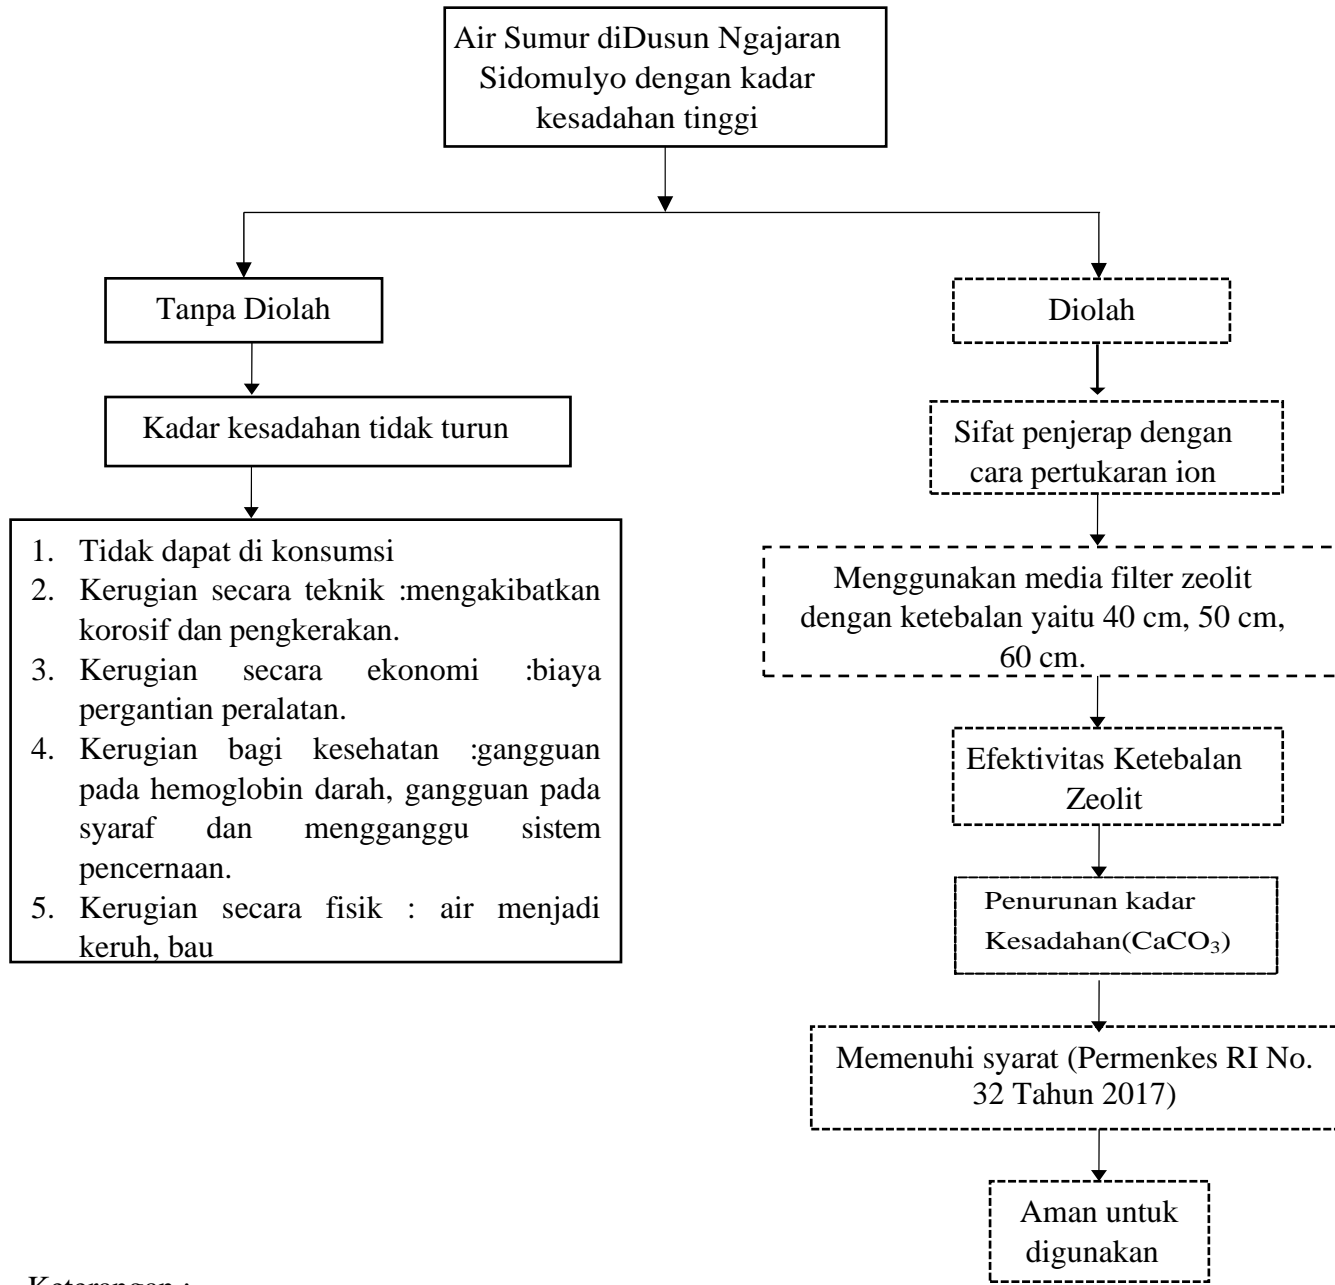 Air Sumur diDusun Ngajaran
Sidomulyo dengan kadar
kesadahan tinggi
Tanpa Diolah
Kadar kesadahan tidak turun
1. Tidak dapat di konsumsi
2. Kerugian secara teknik :mengakibatkan
korosif dan pengkerakan.
3. Kerugian secara ekonomi :biaya
pergantian peralatan.
4. Kerugian bagi kesehatan :gangguan
pada hemoglobin darah, gangguan pada
syaraf dan mengganggu sistem
pencernaan.
5. Kerugian secara fisik : air menjadi
keruh, bau
Diolah
Sifat penjerap dengan
cara pertukaran ion
Menggunakan media filter zeolit
dengan ketebalan yaitu 40 cm, 50 cm,
60 cm.
Efektivitas Ketebalan
Zeolit
Penurunan kadar
Kesadahan(CaCO₃)
Memenuhi syarat (Permenkes RI No.
32 Tahun 2017)
Aman untuk
digunakan
Keterangan :